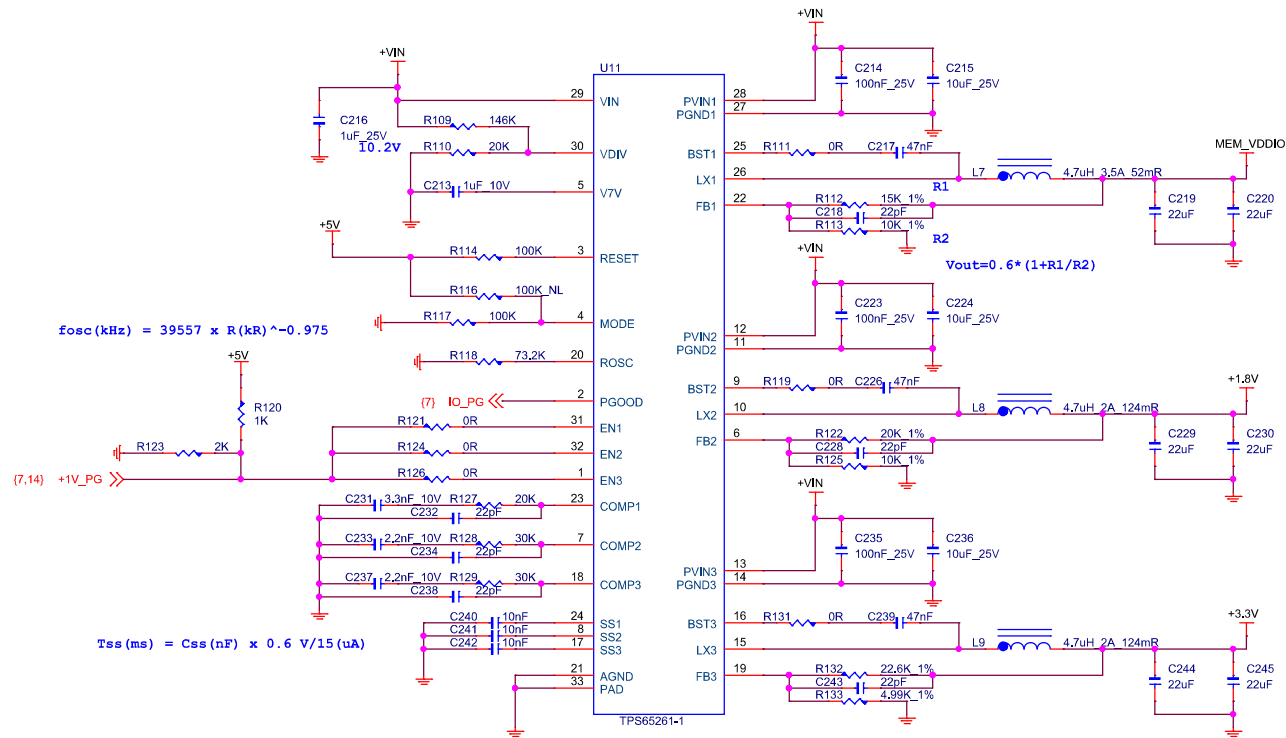 +VIN
C214
100nF_25V
C215
10uF_25V
+VIN
C216
1uF_25V
10.2V
R109 146K
R110 20K
C213 1uF_10V
U11
29 VIN
30 VDIV
5 V7V
PVIN1 28
PGND1 27
BST1 25
LX1 26
FB1 22
R111 0R C217 47nF
L7 4.7uH_3.5A_52mR
MEM_VDDIO
R1
R112 15K_1%
C218 22pF
R113 10K_1%
R2
C219
22uF
C220
22uF
Vout=0.6*(1+R1/R2)
+5V
R114 100K
3 RESET
R116 100K_NL
R117 100K
4 MODE
fosc(kHz) = 39557 x R(kR)^-0.975
R118 73.2K
20 ROSC
{7} IO_PG
2 PGOOD
+VIN
C223
100nF_25V
C224
10uF_25V
PVIN2 12
PGND2 11
BST2 9
LX2 10
FB2 6
R119 0R C226 47nF
L8 4.7uH_2A_124mR
+1.8V
R122 20K_1%
C228 22pF
R125 10K_1%
C229
22uF
C230
22uF
+5V
R120
1K
R123 2K
{7,14} +1V_PG
R121 0R
31 EN1
R124 0R
32 EN2
R126 0R
1 EN3
C231 3.3nF_10V R127 20K
23 COMP1
C232 22pF
C233 2.2nF_10V R128 30K
7 COMP2
C234 22pF
C237 2.2nF_10V R129 30K
18 COMP3
C238 22pF
+VIN
C235
100nF_25V
C236
10uF_25V
PVIN3 13
PGND3 14
BST3 16
LX3 15
FB3 19
R131 0R C239 47nF
L9 4.7uH_2A_124mR
+3.3V
R132 22.6K_1%
C243 22pF
R133 4.99K_1%
C244
22uF
C245
22uF
Tss(ms) = Css(nF) x 0.6 V/15(uA)
C240 10nF
24 SS1
C241 10nF
8 SS2
C242 10nF
17 SS3
21 AGND
33 PAD
TPS65261-1